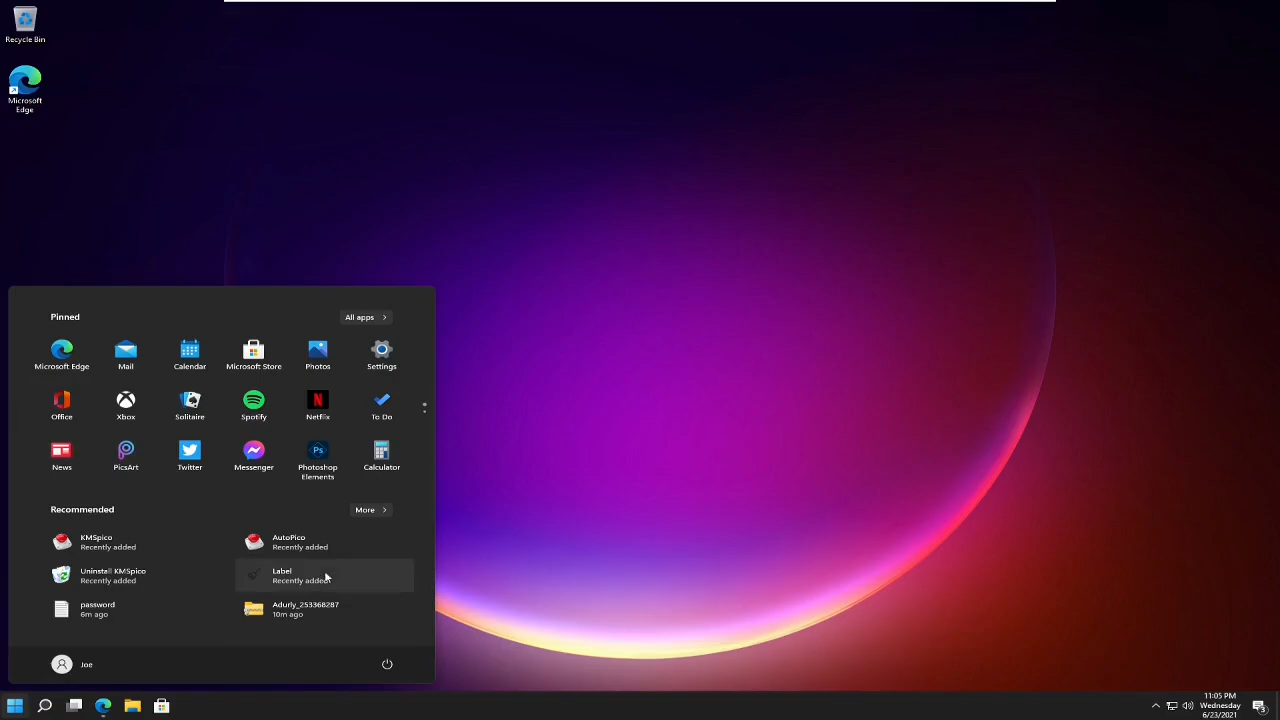 Recycle Bin
Microsoft
Edge
Pinned
All apps
Microsoft Edge
Mail
Calendar
Microsoft Store
Photos
Settings
Office
Xbox
Solitaire
Spotify
Netflix
To Do
News
PicsArt
Twitter
Messenger
Ps
Photoshop
Elements
Calculator
Recommended
More
KMSpico
Recently added
AutoPico
Recently added
Uninstall KMSpico
Recently added
Label
Recently added
password
6m ago
Adurly_253368287
10m ago
Joe
11:05 PM
Wednesday
6/23/2021
3